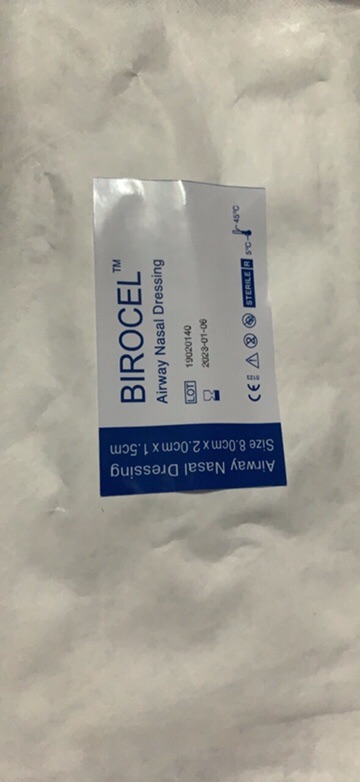 BIROCEL™
Airway Nasal Dressing
LOT 19020140
2023-01-06
CE STERILE R 5°C 45°C
Airway Nasal Dressing
Size 8.0cm x 2.0cm x 1.5cm